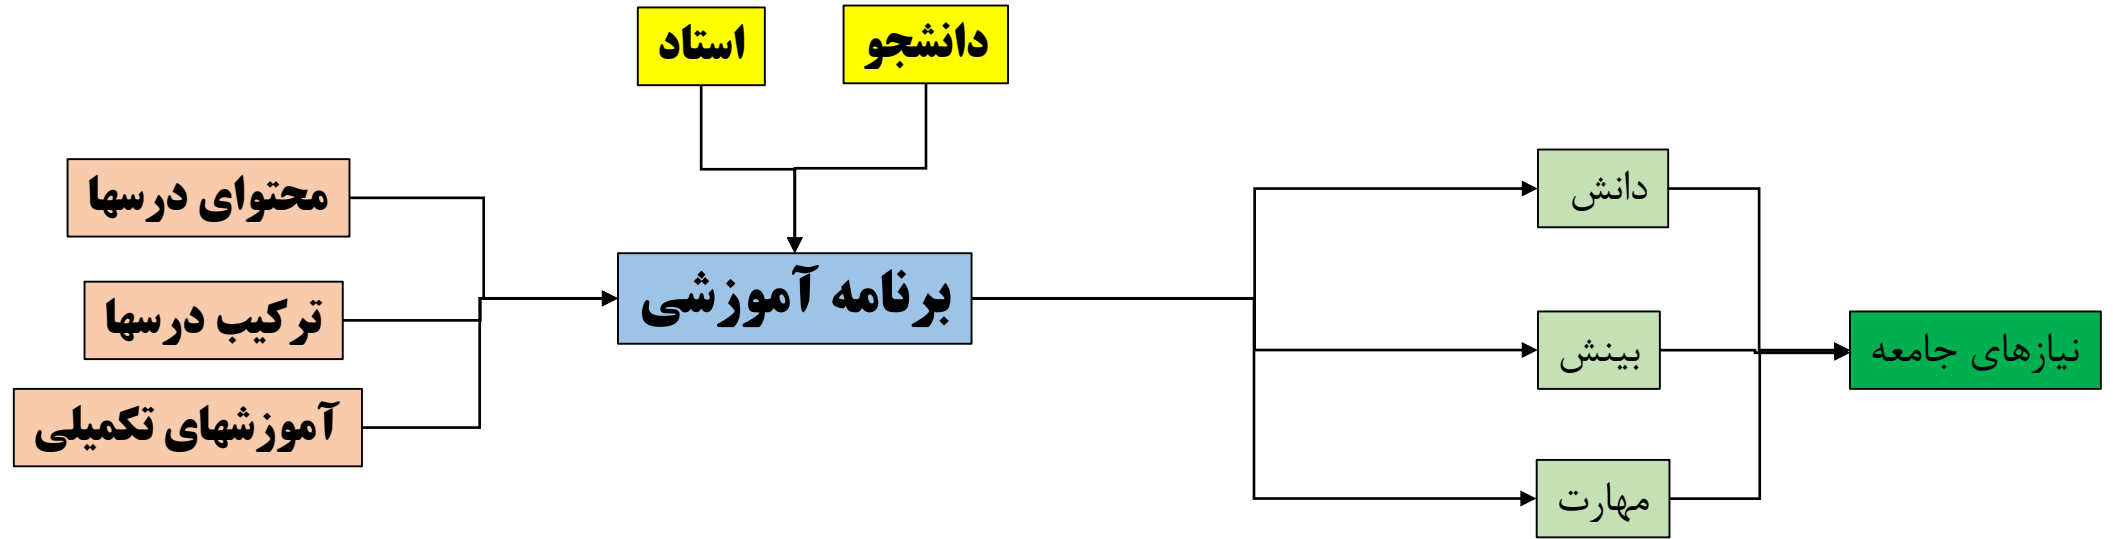 دانشجو
استاد
محتوای درسها
ترکیب درسها
آموزشهای تکمیلی
برنامه آموزشی
دانش
بینش
مهارت
نیازهای جامعه